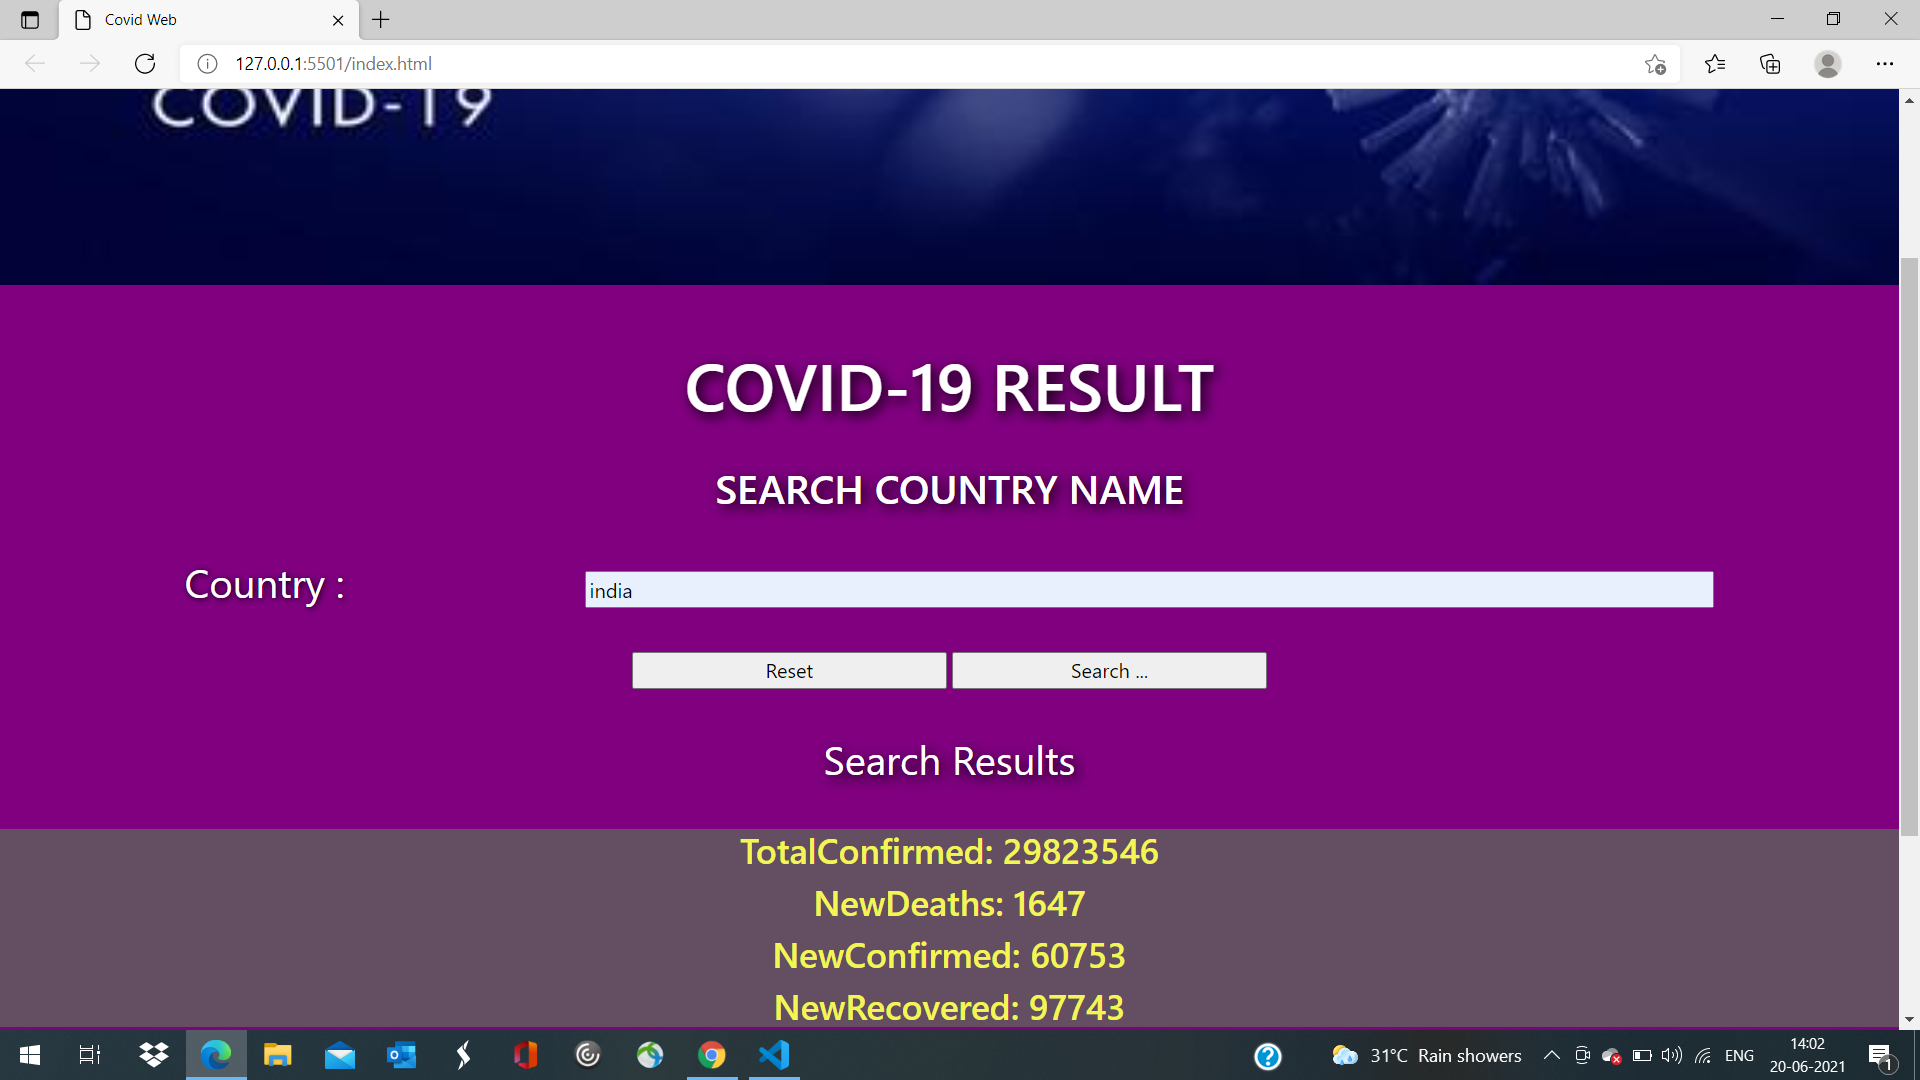 Covid Web
127.0.0.1:5501/index.html
COVID-19
COVID-19 RESULT
SEARCH COUNTRY NAME
Country :
india
Reset
Search ...
Search Results
TotalConfirmed: 29823546
NewDeaths: 1647
NewConfirmed: 60753
NewRecovered: 97743
31°C Rain showers
ENG
14:02
20-06-2021
1